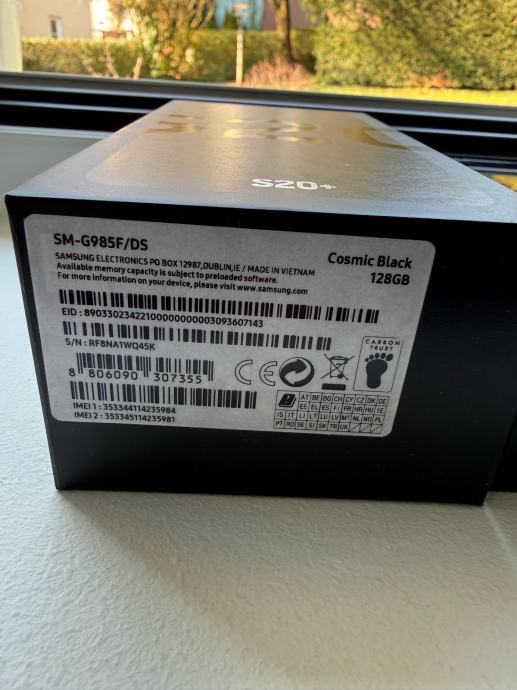 S20+
SM-G985F/DS
SAMSUNG ELECTRONICS PO BOX 12987,DUBLIN,IE / MADE IN VIETNAM
Available memory capacity is subject to preloaded software.
For more information on your device, please visit www.samsung.com
Cosmic Black
128GB
EID : 89033023422100000000003093607143
S/N : RF8NA1WQ45K
8 806090 307355
CE
CARBON
TRUST
AT BE BG CH CY CZ DK DE
EE EL ES FI FR HR HU IE
IS IT LI LT LU LV MT NL NO PL
PT RO SE SI SK TR UK
IMEI 1 : 353344114235984
IMEI 2 : 353345114235981